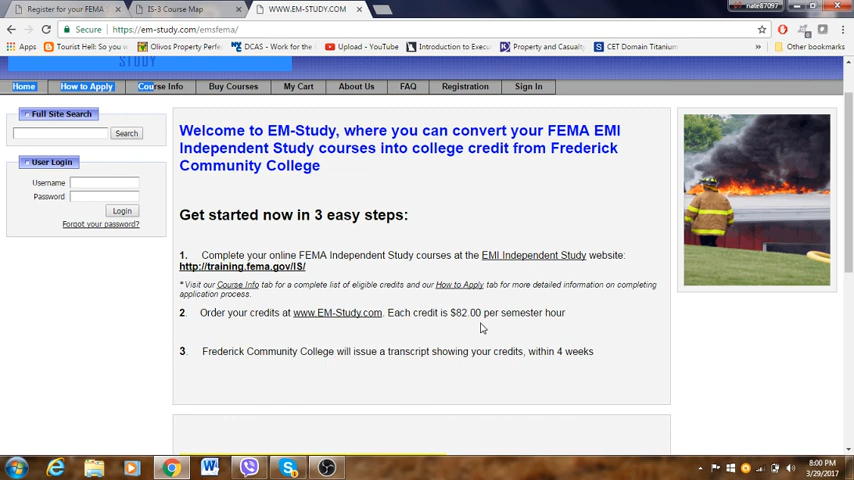 Register for your FEMA
IS-3 Course Map
WWW.EM-STUDY.COM
nate87097
https://em-study.com/emsfema/
Apps
Tourist Hell: So you w
Olivos Property Verme
DCAS - Work for the
Upload - YouTube
Introduction to Execut
Property and Casualty
CET Domain Titanium
Other bookmarks
STUDY
Home
How to Apply
Course Info
Buy Courses
My Cart
About Us
FAQ
Registration
Sign In
Full Site Search
Search
User Login
Username
Password
Login
Forgot your password?
Welcome to EM-Study, where you can convert your FEMA EMI
Independent Study courses into college credit from Frederick
Community College
Get started now in 3 easy steps:
1. Complete your online FEMA Independent Study courses at the EMI Independent Study website:
http://training.fema.gov/IS/
*Visit our Course Info tab for a complete list of eligible credits and our How to Apply tab for more detailed information on completing
application process.
2. Order your credits at www.EM-Study.com. Each credit is $82.00 per semester hour
3. Frederick Community College will issue a transcript showing your credits, within 4 weeks
8:00 PM
3/29/2017